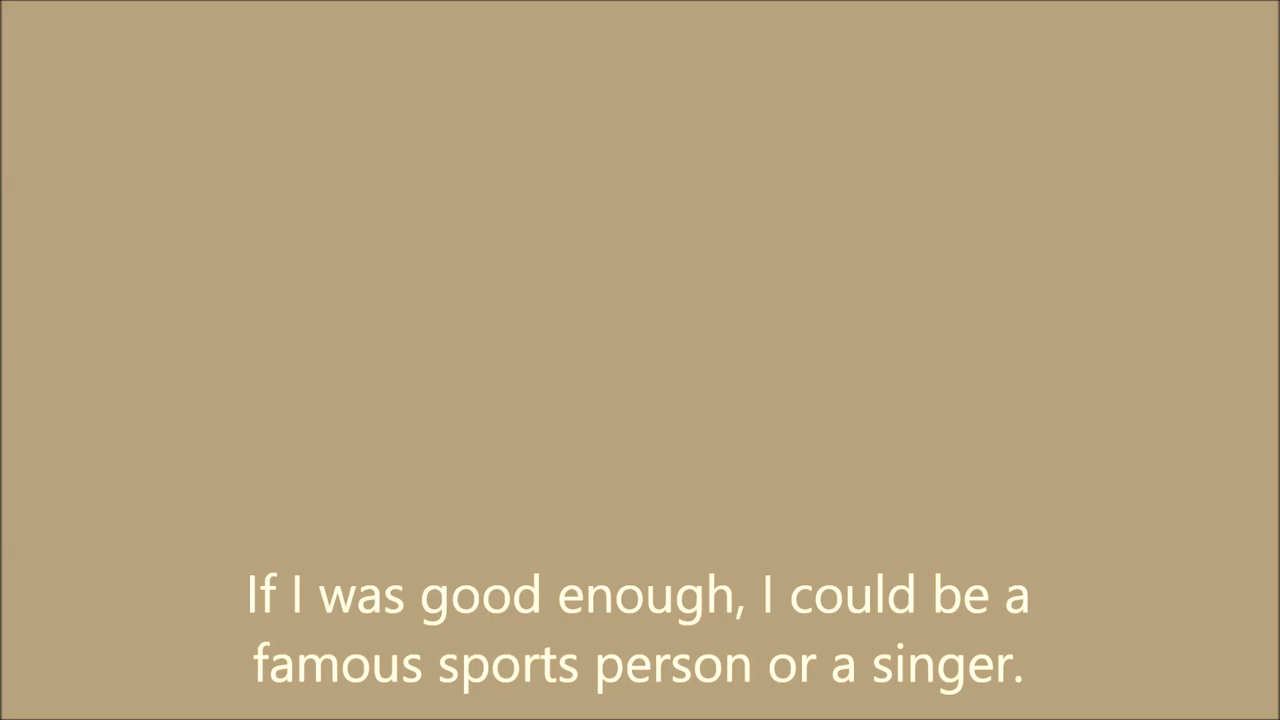 If I was good enough, I could be a
famous sports person or a singer.